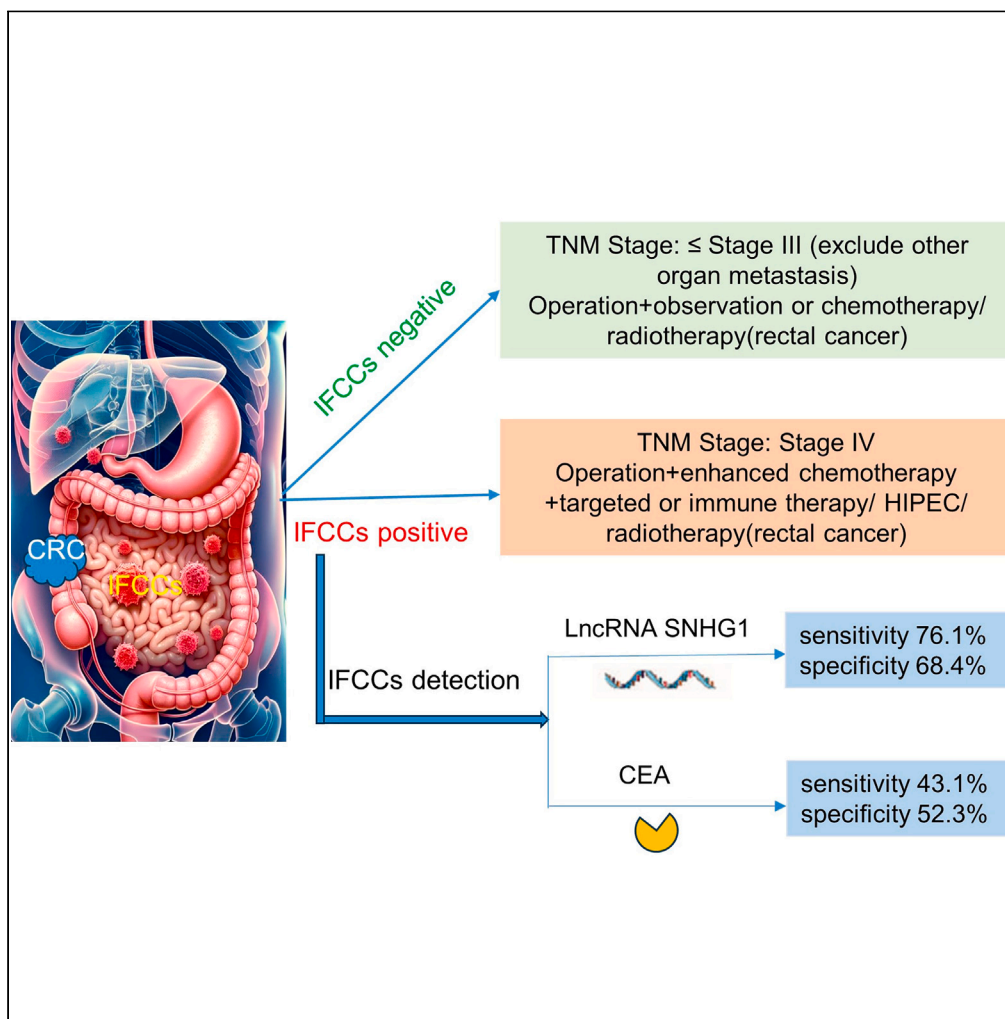 TNM Stage: ≤ Stage III (exclude other
organ metastasis)
Operation+observation or chemotherapy/
radiotherapy(rectal cancer)
IFCCs negative
TNM Stage: Stage IV
Operation+enhanced chemotherapy
+targeted or immune therapy/ HIPEC/
radiotherapy(rectal cancer)
IFCCs positive
CRC
IFCCs
IFCCs detection
LncRNA SNHG1
sensitivity 76.1%
specificity 68.4%
CEA
sensitivity 43.1%
specificity 52.3%